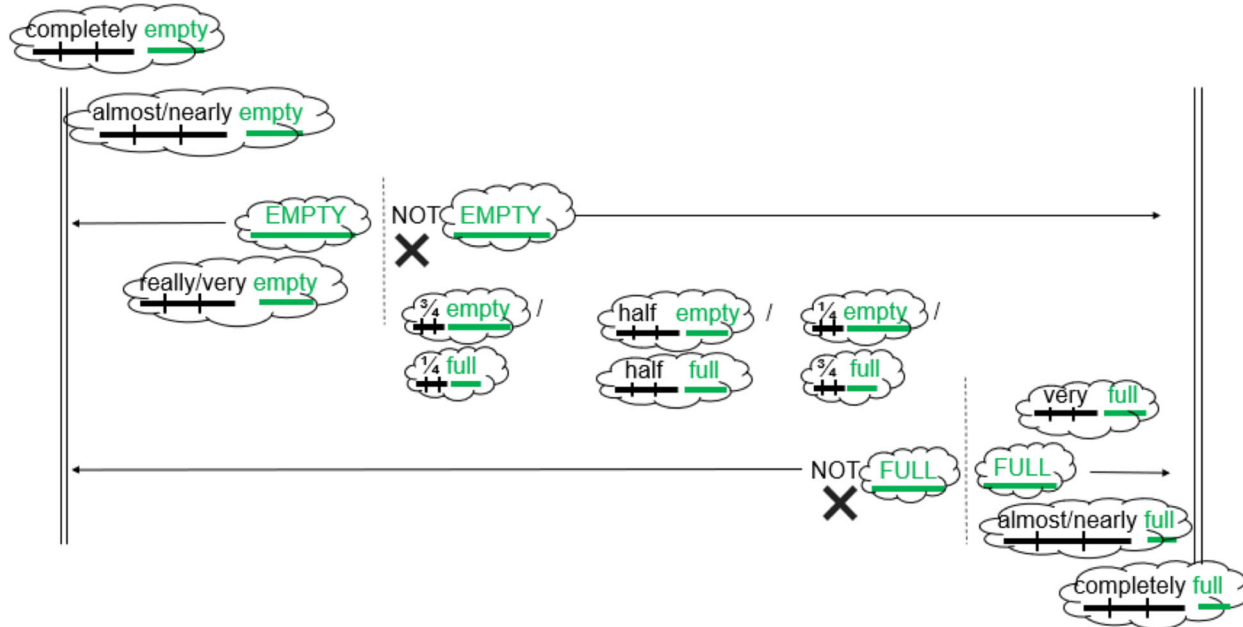 completely empty
almost/nearly empty
EMPTY NOT EMPTY
really/very empty
¾ empty / half empty / ¼ empty /
¼ full half full ¾ full
very full
NOT FULL FULL
almost/nearly full
completely full